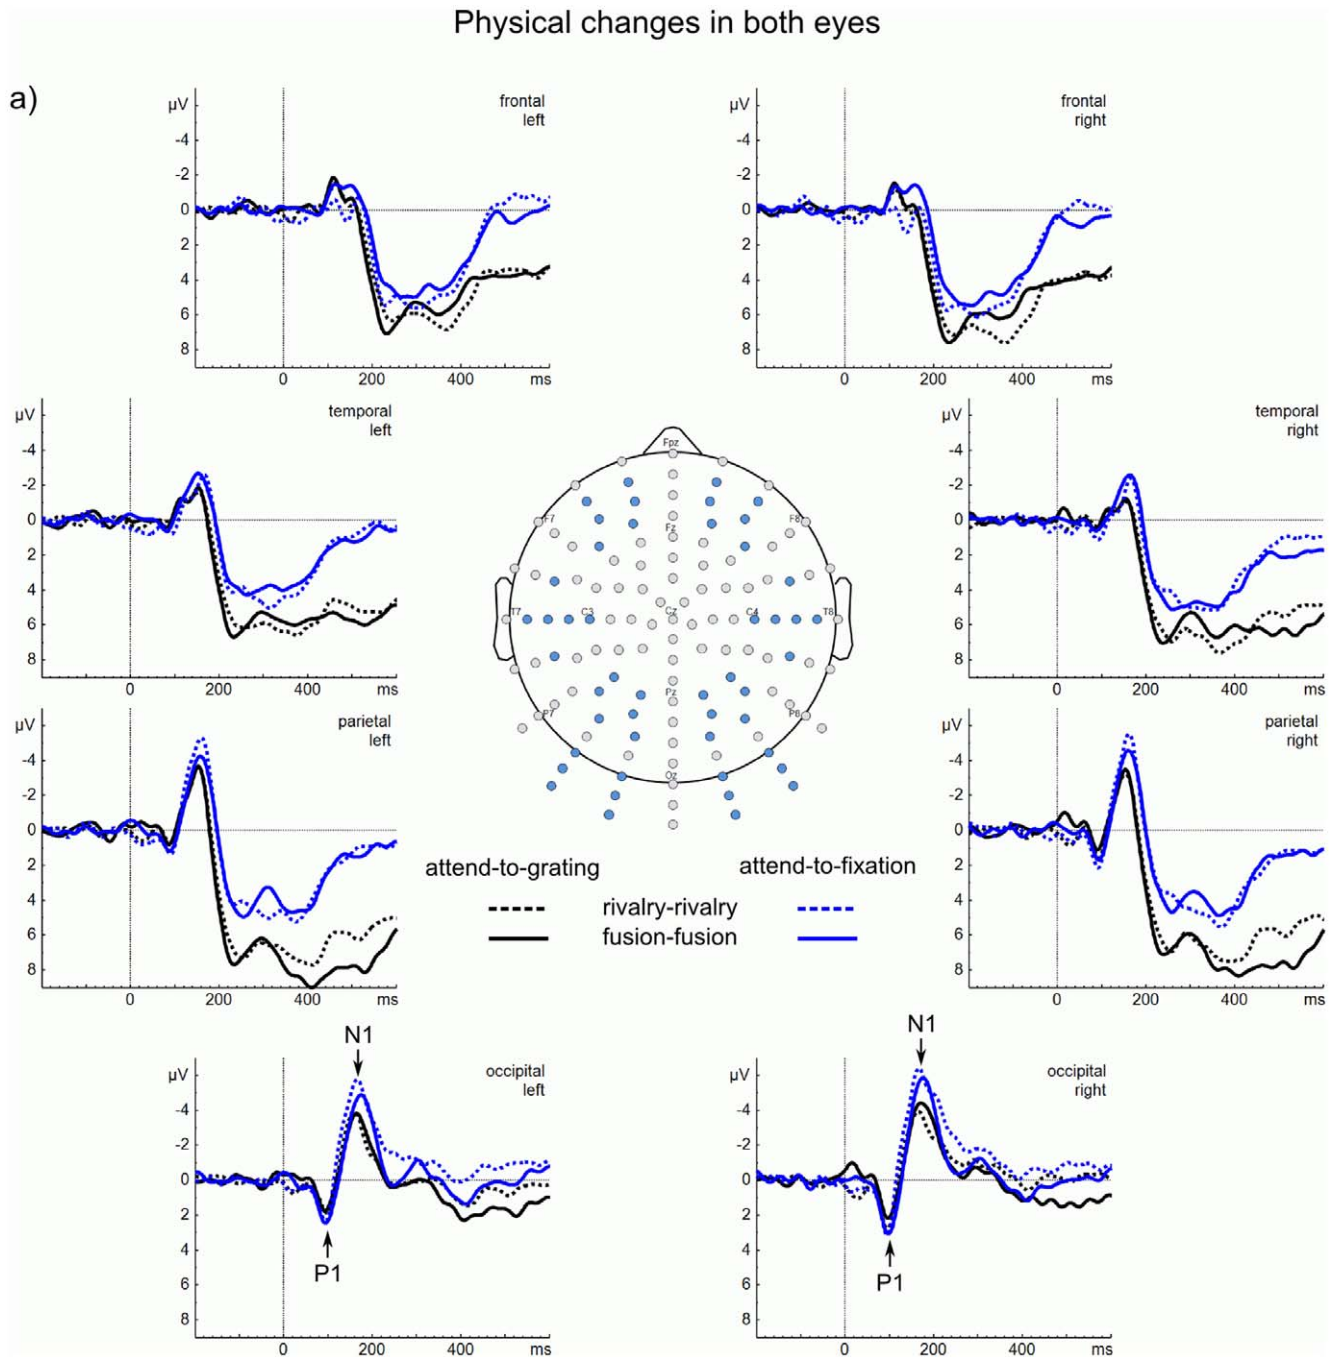 Physical changes in both eyes
a)
µV
frontal
left
-4
-2
0
2
4
6
8
0 200 400 ms
µV
frontal
right
-4
-2
0
2
4
6
8
0 200 400 ms
µV
temporal
left
-4
-2
0
2
4
6
8
0 200 400 ms
Fpz
F7 Fz F8
T7 C3 Cz C4 T8
P7 Pz P8
Oz
µV
temporal
right
-4
-2
0
2
4
6
8
0 200 400 ms
µV
parietal
left
-4
-2
0
2
4
6
8
0 200 400 ms
attend-to-grating attend-to-fixation
rivalry-rivalry
fusion-fusion
µV
parietal
right
-4
-2
0
2
4
6
8
0 200 400 ms
N1
µV
occipital
left
-4
-2
0
2
4
6
8
P1
0 200 400 ms
N1
µV
occipital
right
-4
-2
0
2
4
6
8
P1
0 200 400 ms